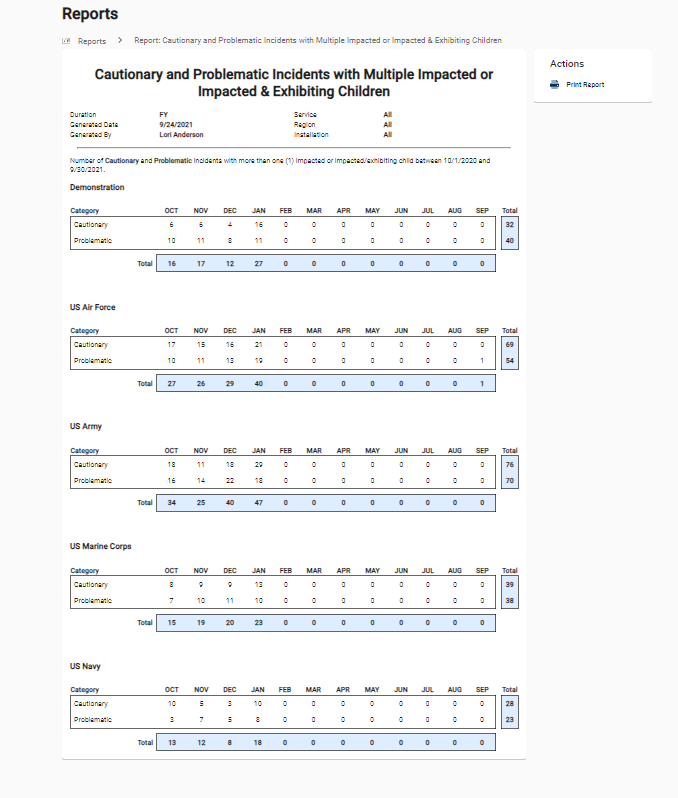 Reports
Reports > Report: Cautionary and Problematic Incidents with Multiple Impacted or Impacted & Exhibiting Children
Actions
Print Report
Cautionary and Problematic Incidents with Multiple Impacted or
Impacted & Exhibiting Children
Duration FY Service All
Generated Date 9/24/2021 Region All
Generated By Lori Anderson Installation All
Number of Cautionary and Problematic Incidents with more than one (1) impacted or impacted/exhibiting child between 10/1/2020 and
9/30/2021.
Demonstration
Category OCT NOV DEC JAN FEB MAR APR MAY JUN JUL AUG SEP Total
Cautionary 6 6 4 16 0 0 0 0 0 0 0 0 32
Problematic 10 11 8 11 0 0 0 0 0 0 0 0 40
Total 16 17 12 27 0 0 0 0 0 0 0 0
US Air Force
Category OCT NOV DEC JAN FEB MAR APR MAY JUN JUL AUG SEP Total
Cautionary 17 15 16 21 0 0 0 0 0 0 0 0 69
Problematic 10 11 13 19 0 0 0 0 0 0 0 1 54
Total 27 26 29 40 0 0 0 0 0 0 0 1
US Army
Category OCT NOV DEC JAN FEB MAR APR MAY JUN JUL AUG SEP Total
Cautionary 18 11 18 29 0 0 0 0 0 0 0 0 76
Problematic 16 14 22 18 0 0 0 0 0 0 0 0 70
Total 34 25 40 47 0 0 0 0 0 0 0 0
US Marine Corps
Category OCT NOV DEC JAN FEB MAR APR MAY JUN JUL AUG SEP Total
Cautionary 8 9 9 13 0 0 0 0 0 0 0 0 39
Problematic 7 10 11 10 0 0 0 0 0 0 0 0 38
Total 15 19 20 23 0 0 0 0 0 0 0 0
US Navy
Category OCT NOV DEC JAN FEB MAR APR MAY JUN JUL AUG SEP Total
Cautionary 10 5 3 10 0 0 0 0 0 0 0 0 28
Problematic 3 7 5 8 0 0 0 0 0 0 0 0 23
Total 13 12 8 18 0 0 0 0 0 0 0 0